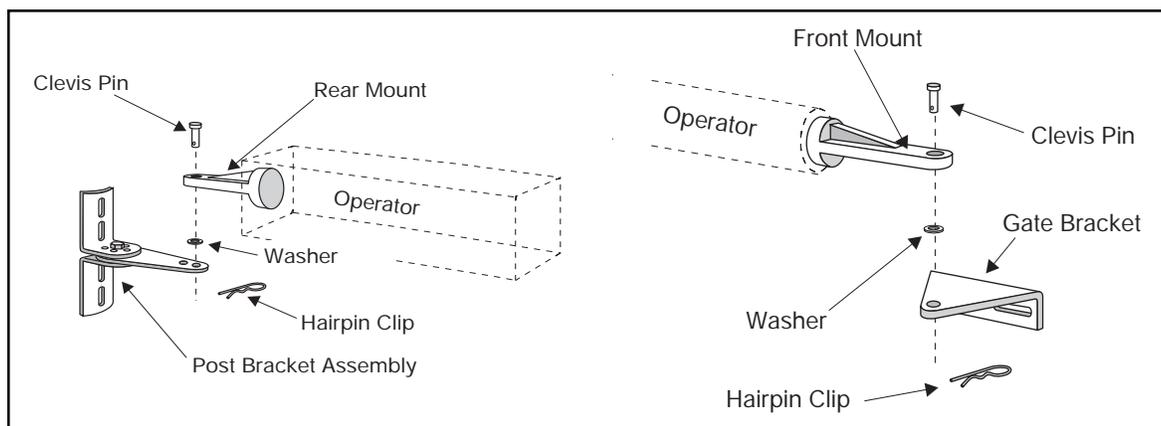 Clevis Pin
Rear Mount
Operator
Washer
Hairpin Clip
Post Bracket Assembly
Front Mount
Operator
Clevis Pin
Gate Bracket
Washer
Hairpin Clip